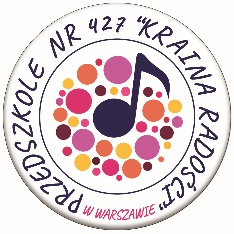 PRZEDSZKOLE NR 427 "KRAINA RADOŚCI"
W WARSZAWIE